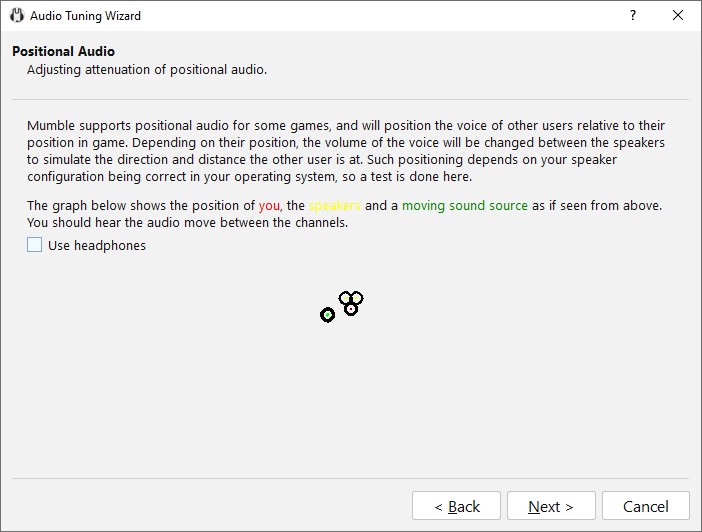 Audio Tuning Wizard
?
Positional Audio
Adjusting attenuation of positional audio.
Mumble supports positional audio for some games, and will position the voice of other users relative to their
position in game. Depending on their position, the volume of the voice will be changed between the speakers
to simulate the direction and distance the other user is at. Such positioning depends on your speaker
configuration being correct in your operating system, so a test is done here.
The graph below shows the position of you, the speakers and a moving sound source as if seen from above.
You should hear the audio move between the channels.
Use headphones
< Back Next > Cancel